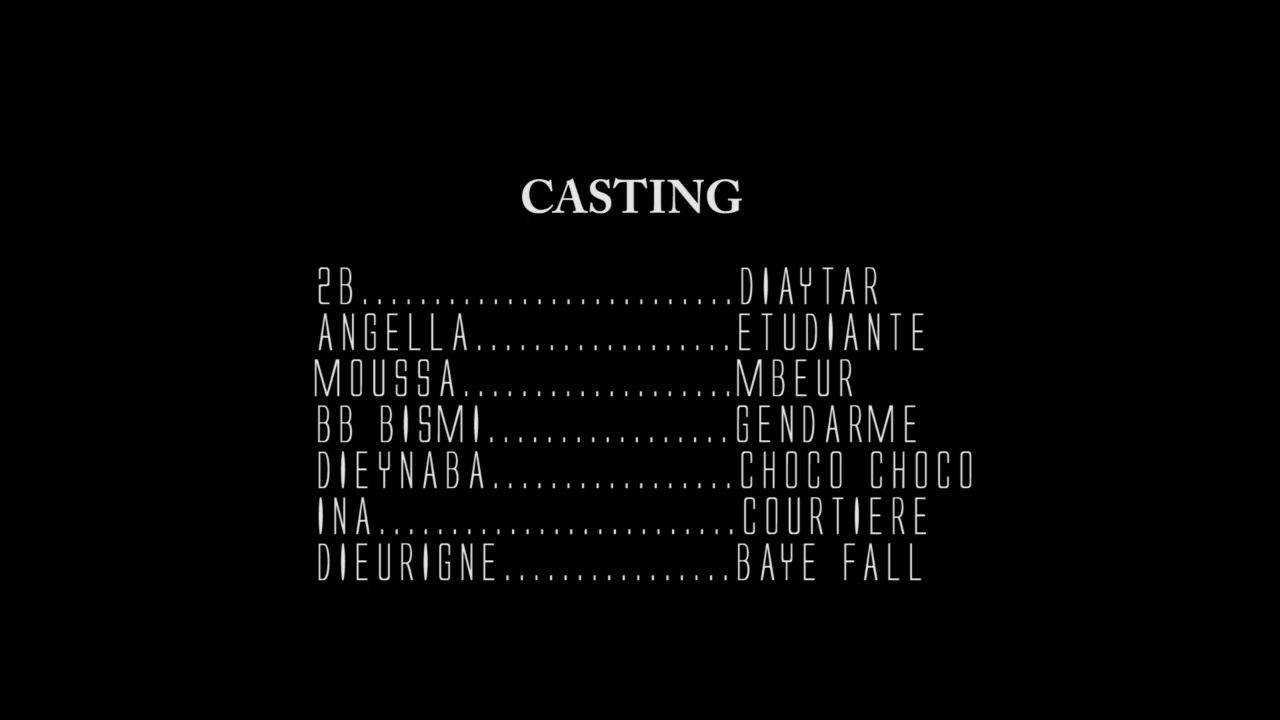 CASTING
2B..........................DIAYTAR
ANGELLA..................ETUDIANTE
MOUSSA...................MBEUR
BB BISMI.................GENDARME
DIEYNABA.................CHOCO CHOCO
INA.........................COURTIERE
DIEURIGNE................BAYE FALL